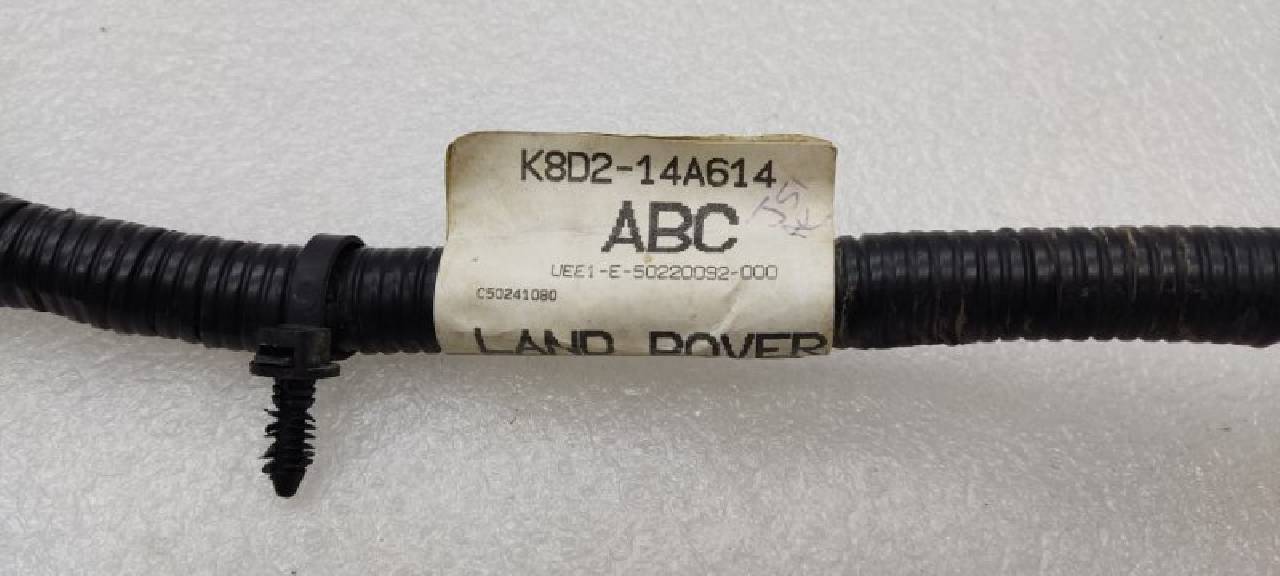 K8D2-14A614
ABC
UEE1-E-50220092-000
C50241080
LAND ROVER